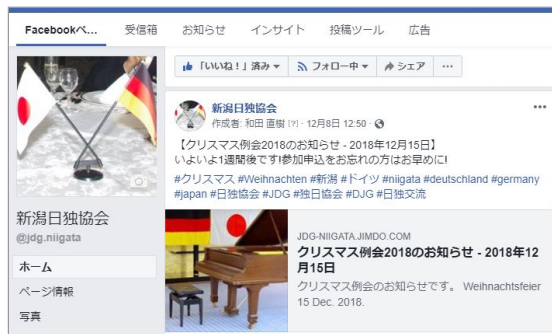 Facebookペ... 受信箱 お知らせ インサイト 投稿ツール 広告
「いいね！」済み フォロー中 シェア ...
新潟日独協会
作成者: 和田 直樹 [?] · 12月8日 12:50 ·
【クリスマス例会2018のお知らせ - 2018年12月15日】
いよいよ1週間後です!参加申込をお忘れの方はお早めに!
#クリスマス #Weihnachten #新潟 #ドイツ #niigata #deutschland #germany
#japan #日独協会 #JDG #独日協会 #DJG #日独交流
新潟日独協会
@jdg.niigata
ホーム
ページ情報
写真
JDG-NIIGATA.JIMDO.COM
クリスマス例会2018のお知らせ - 2018年12
月15日
クリスマス例会のお知らせです。 Weihnachtsfeier
15 Dec. 2018.